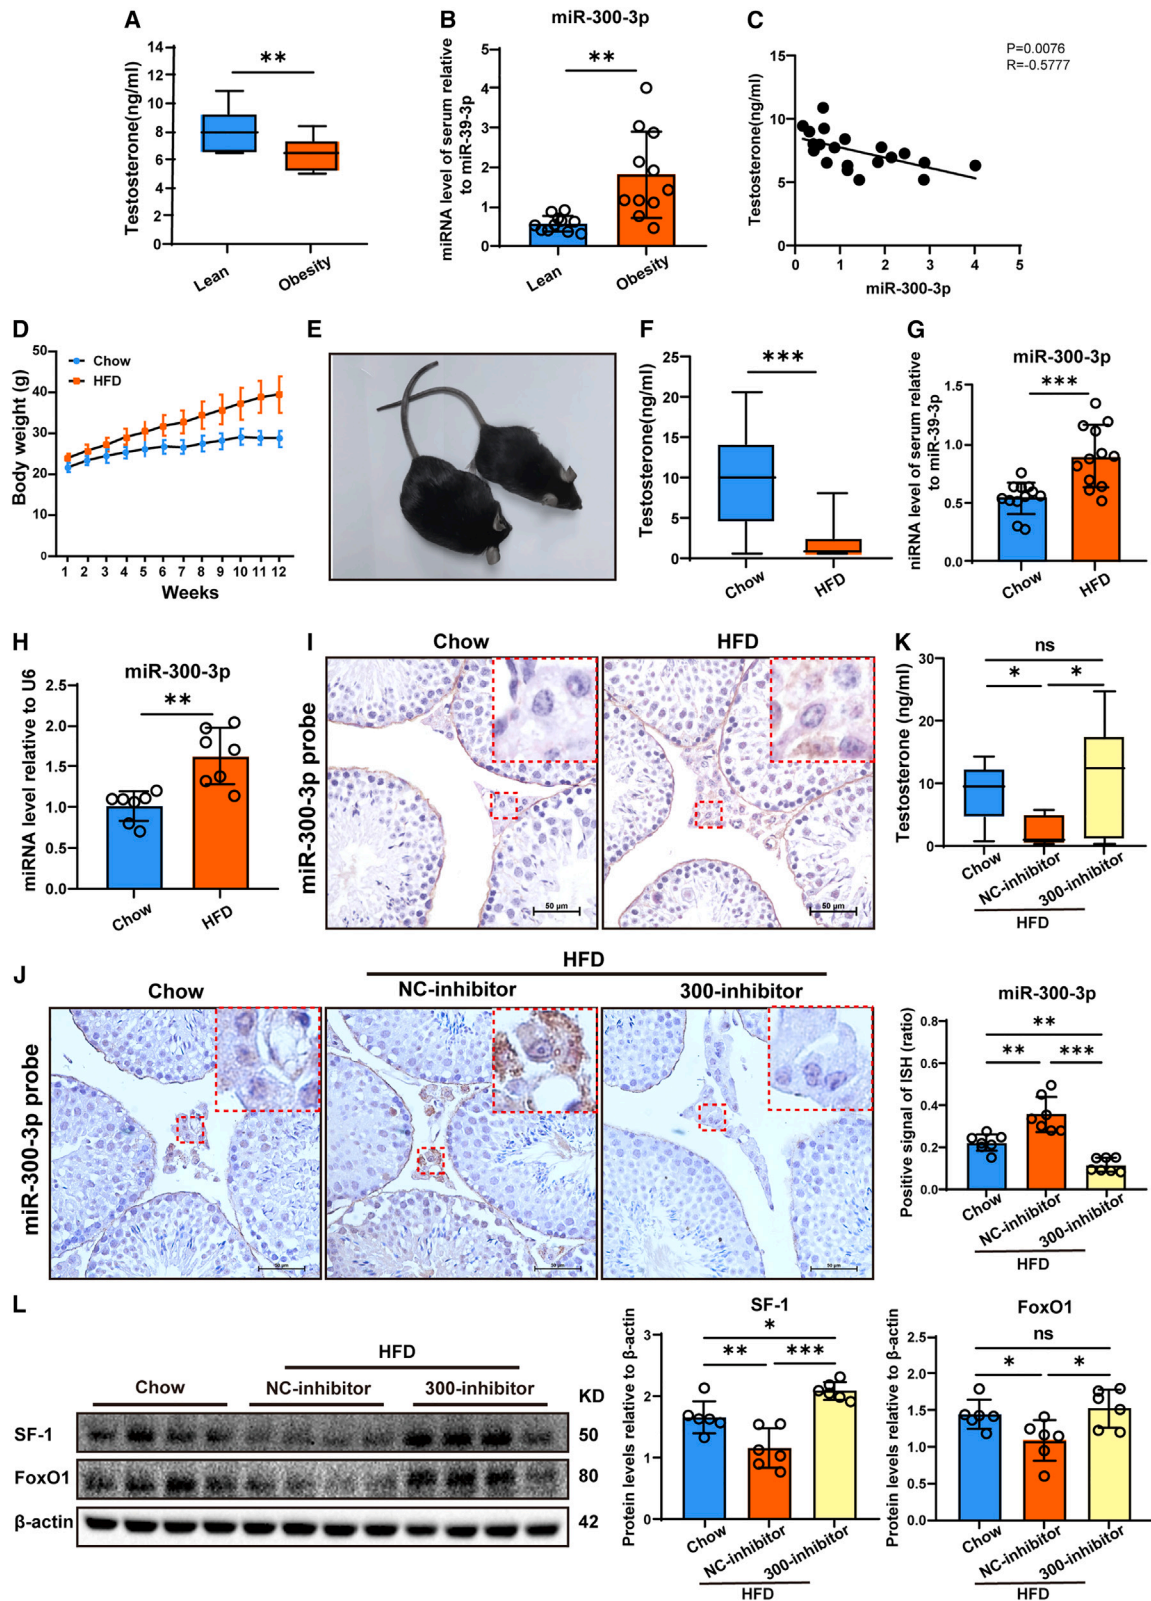 A
14
12
10
8
6
4
2
0
Testosterone(ng/ml)
**
Lean
Obesity
B
miR-300-3p
5
4
3
2
1
0
miRNA level of serum relative
to miR-39-3p
**
Lean
Obesity
C
P=0.0076
R=-0.5777
15
10
5
0
Testosterone(ng/ml)
0 1 2 3 4 5
miR-300-3p
D
50
40
30
20
10
0
Body weight (g)
Chow
HFD
1 2 3 4 5 6 7 8 9 10 11 12
Weeks
E
F
25
20
15
10
5
0
Testosterone(ng/ml)
***
Chow
HFD
G
miR-300-3p
1.5
1.0
0.5
0.0
niRNA level of serum relative
to miR-39-3p
***
Chow
HFD
H
miR-300-3p
2.5
2.0
1.5
1.0
0.5
0.0
miRNA level relative to U6
**
Chow
HFD
I
Chow
HFD
miR-300-3p probe
50 μm
50 μm
K
30
20
10
0
Testosterone (ng/ml)
ns
*
*
Chow
NC-inhibitor
300-inhibitor
HFD
J
HFD
Chow
NC-inhibitor
300-inhibitor
miR-300-3p probe
50 μm
50 μm
50 μm
miR-300-3p
0.8
0.6
0.4
0.2
0.0
Positive signal of ISH (ratio)
**
**
***
Chow
NC-inhibitor
300-inhibitor
HFD
L
HFD
Chow
NC-inhibitor
300-inhibitor
KD
SF-1
50
FoxO1
80
β-actin
42
SF-1
3
2
1
0
Protein levels relative to β-actin
*
**
***
Chow
NC-inhibitor
300-inhibitor
HFD
FoxO1
2.5
2.0
1.5
1.0
0.5
0.0
Protein levels relative to β-actin
ns
*
*
Chow
NC-inhibitor
300-inhibitor
HFD